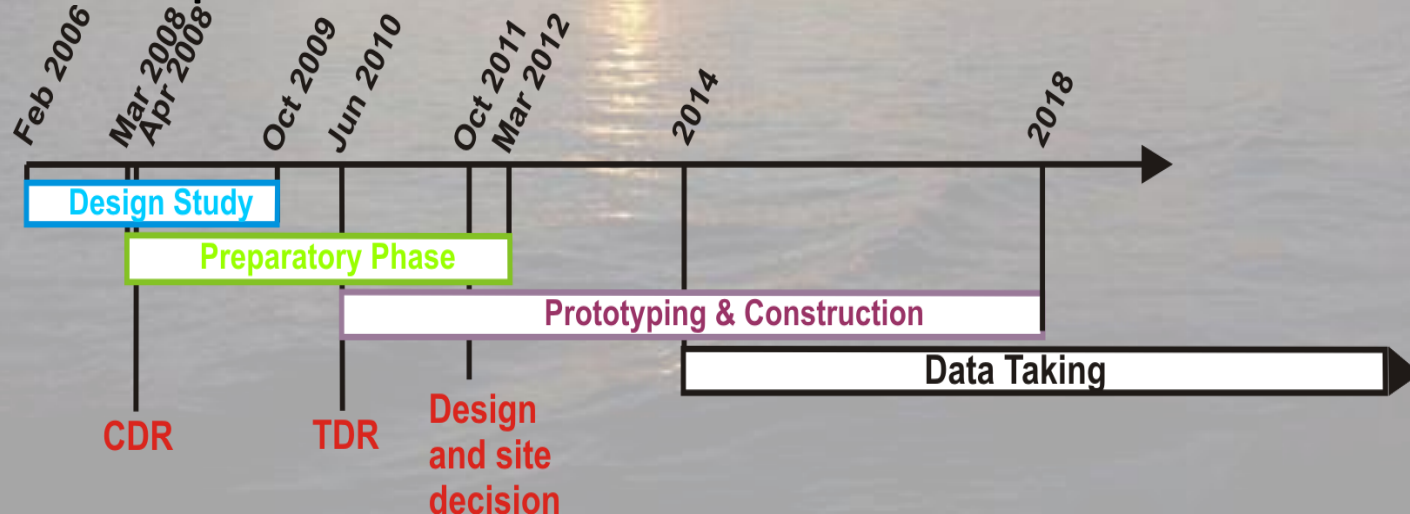 Feb 2006
Mar 2008
Apr 2008
Oct 2009
Jun 2010
Oct 2011
Mar 2012
2014
2018
Design Study
Preparatory Phase
Prototyping & Construction
Data Taking
CDR
TDR
Design
and site
decision